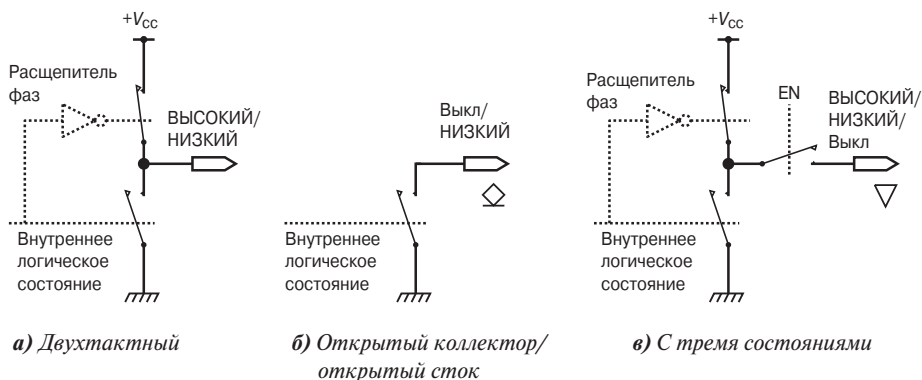 +Vcc
Расщепитель
фаз
ВЫСОКИЙ/
НИЗКИЙ
Внутреннее
логическое
состояние
а) Двухтактный
Выкл/
НИЗКИЙ
Внутреннее
логическое
состояние
б) Открытый коллектор/
открытый сток
+Vcc
Расщепитель
фаз
EN
ВЫСОКИЙ/
НИЗКИЙ/
Выкл
Внутреннее
логическое
состояние
в) С тремя состояниями